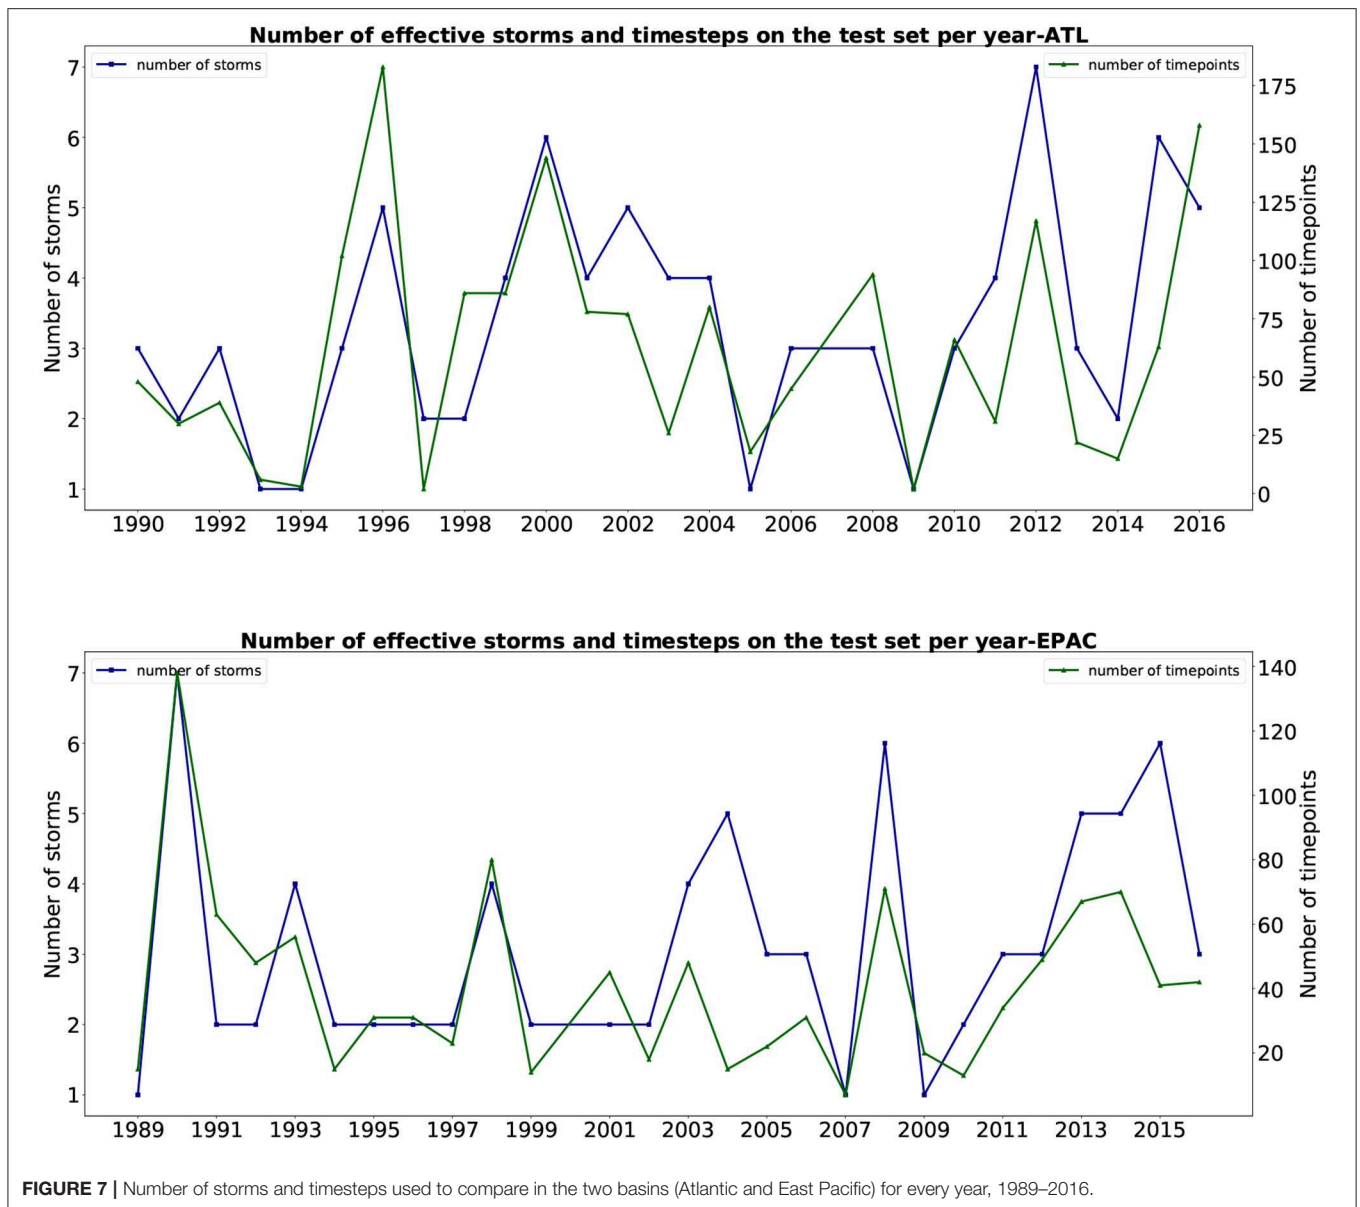 Number of effective storms and timesteps on the test set per year-ATL
number of storms
number of timepoints
Number of storms
7
6
5
4
3
2
1
Number of timepoints
175
150
125
100
75
50
25
0
1990 1992 1994 1996 1998 2000 2002 2004 2006 2008 2010 2012 2014 2016
Number of effective storms and timesteps on the test set per year-EPAC
number of storms
number of timepoints
Number of storms
7
6
5
4
3
2
1
Number of timepoints
140
120
100
80
60
40
20
1989 1991 1993 1995 1997 1999 2001 2003 2005 2007 2009 2011 2013 2015
FIGURE 7 | Number of storms and timesteps used to compare in the two basins (Atlantic and East Pacific) for every year, 1989–2016.